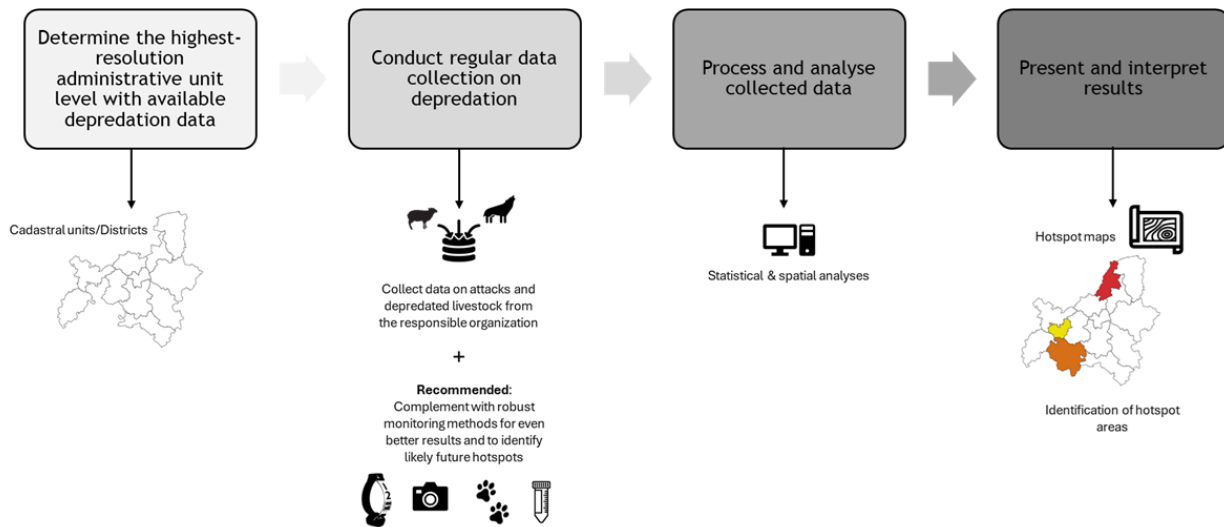 Determine the highest-
resolution
administrative unit
level with available
depredation data
Conduct regular data
collection on
depredation
Process and analyse
collected data
Present and interpret
results
Cadastral units/Districts
Collect data on attacks and
depredated livestock from
the responsible organization
+
Recommended:
Complement with robust
monitoring methods for even
better results and to identify
likely future hotspots
Statistical & spatial analyses
Hotspot maps
Identification of hotspot
areas